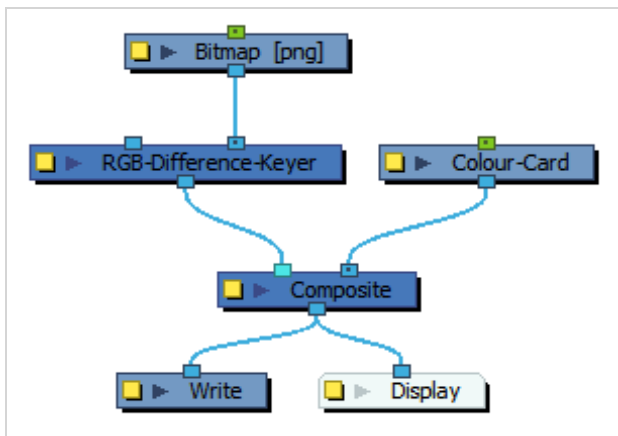 Bitmap [png]
RGB-Difference-Keyer
Colour-Card
Composite
Write
Display